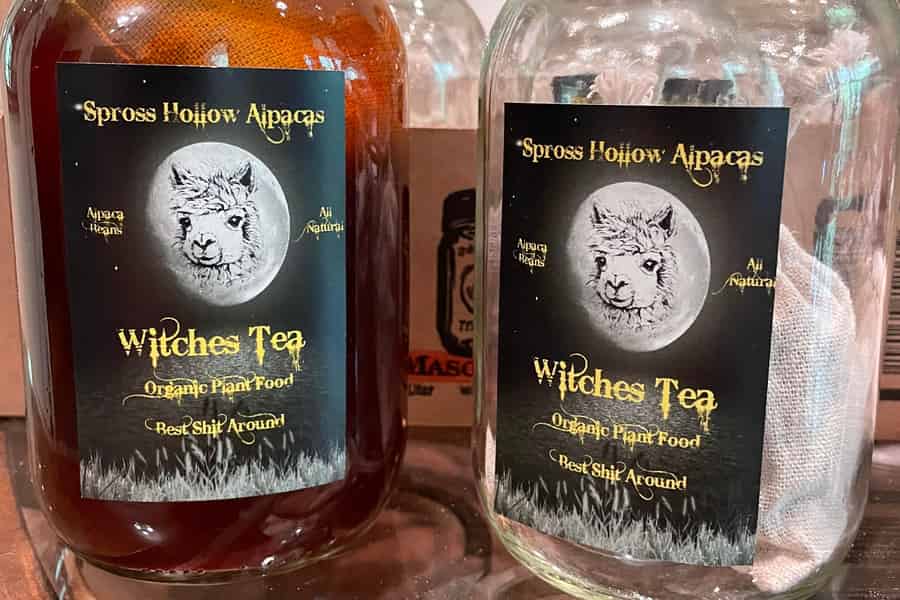 Spross Hollow Alpacas
Alpaca
Beans
All
Natural
Witches Tea
Organic Plant Food
Best Shit Around
Spross Hollow Alpacas
Alpaca
Beans
All
Natural
Witches Tea
Organic Plant Food
Best Shit Around
MASO
Liter